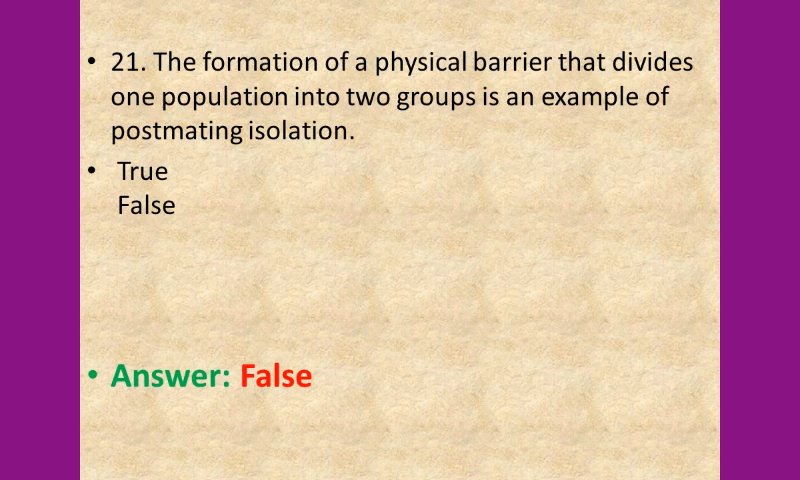 • 21. The formation of a physical barrier that divides
one population into two groups is an example of
postmating isolation.
• True
False
• Answer: False